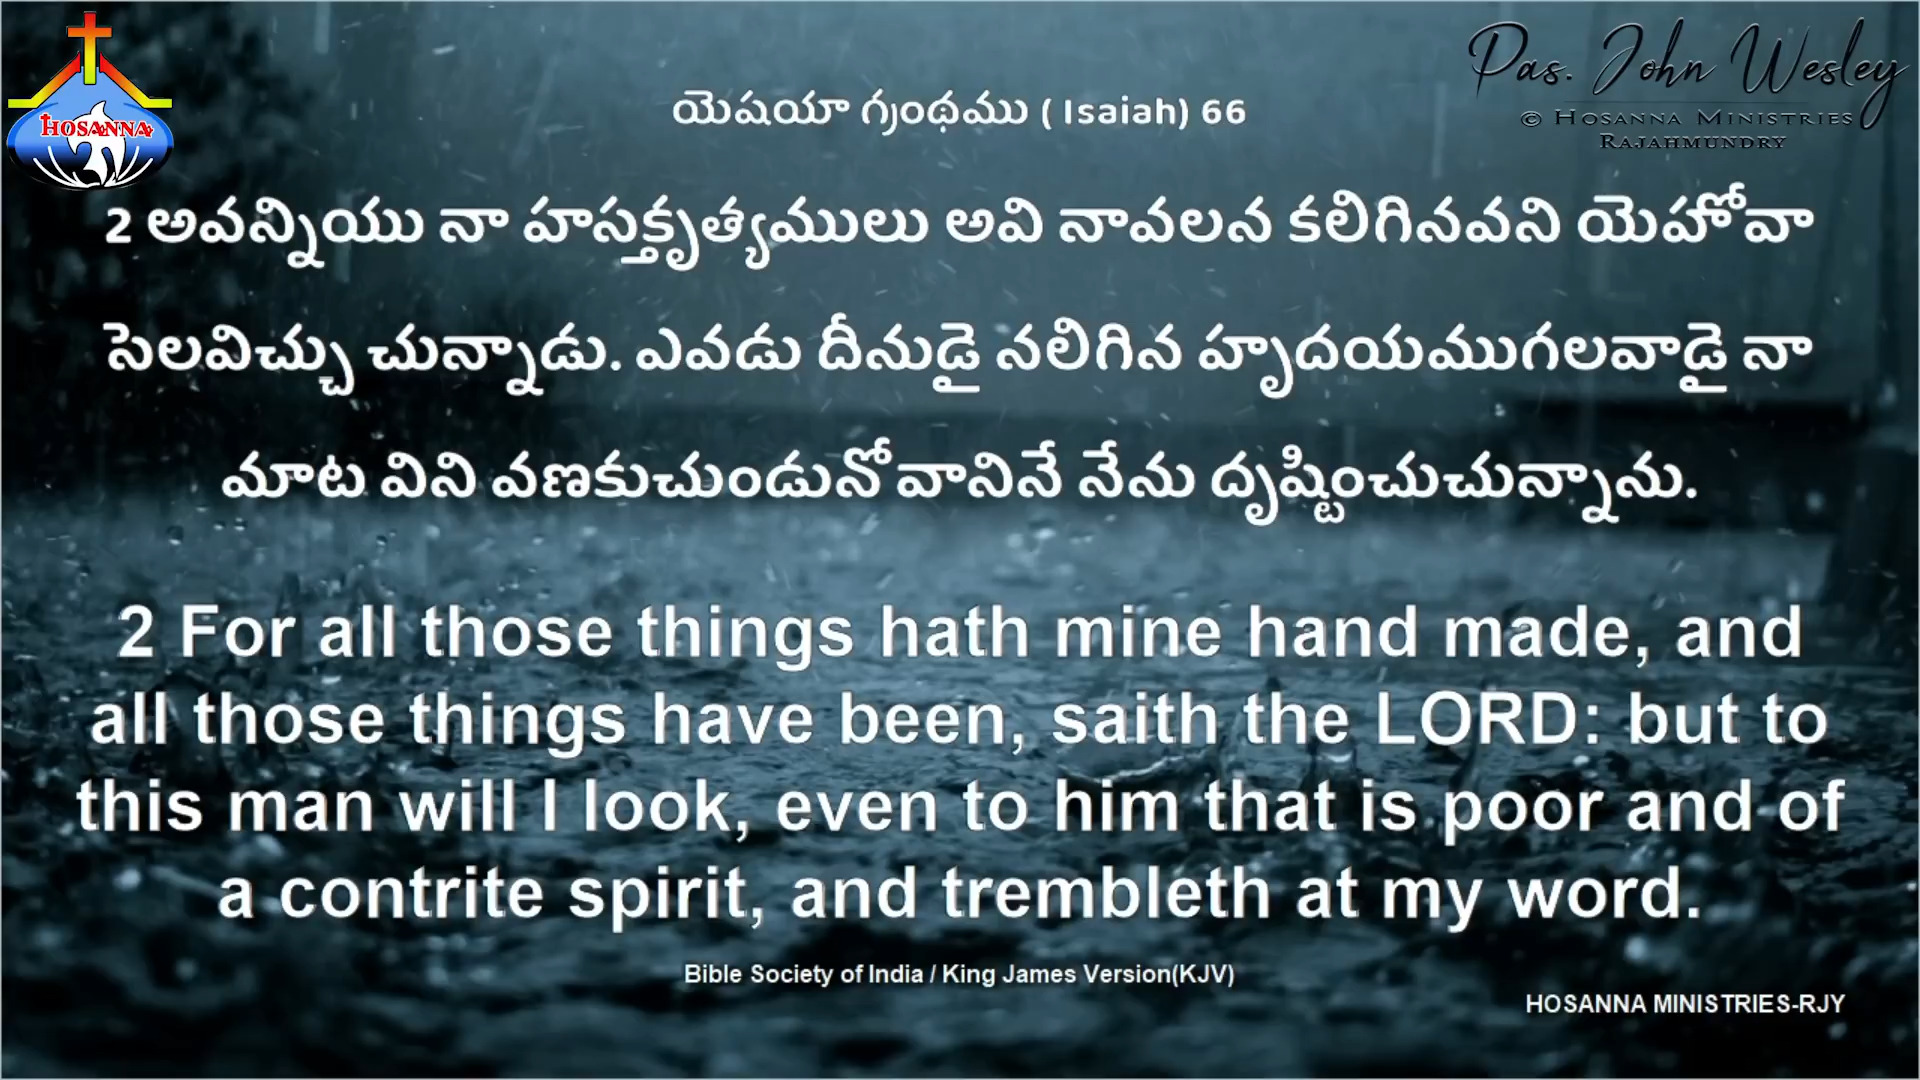 HOSANNA
Pas. John Wesley
© HOSANNA MINISTRIES
RAJAHMUNDRY
యెషయా గ్రంథము ( Isaiah) 66
2 అవన్నియు నా హస్తకృత్యములు అవి నావలన కలిగినవని యెహోవా
సెలవిచ్చు చున్నాడు. ఎవడు దీనుడై నలిగిన హృదయముగలవాడై నా
మాట విని వణకుచుండునోవానినే నేను దృష్టించుచున్నాను.
2 For all those things hath mine hand made, and
all those things have been, saith the LORD: but to
this man will I look, even to him that is poor and of
a contrite spirit, and trembleth at my word.
Bible Society of India / King James Version(KJV)
HOSANNA MINISTRIES-RJY